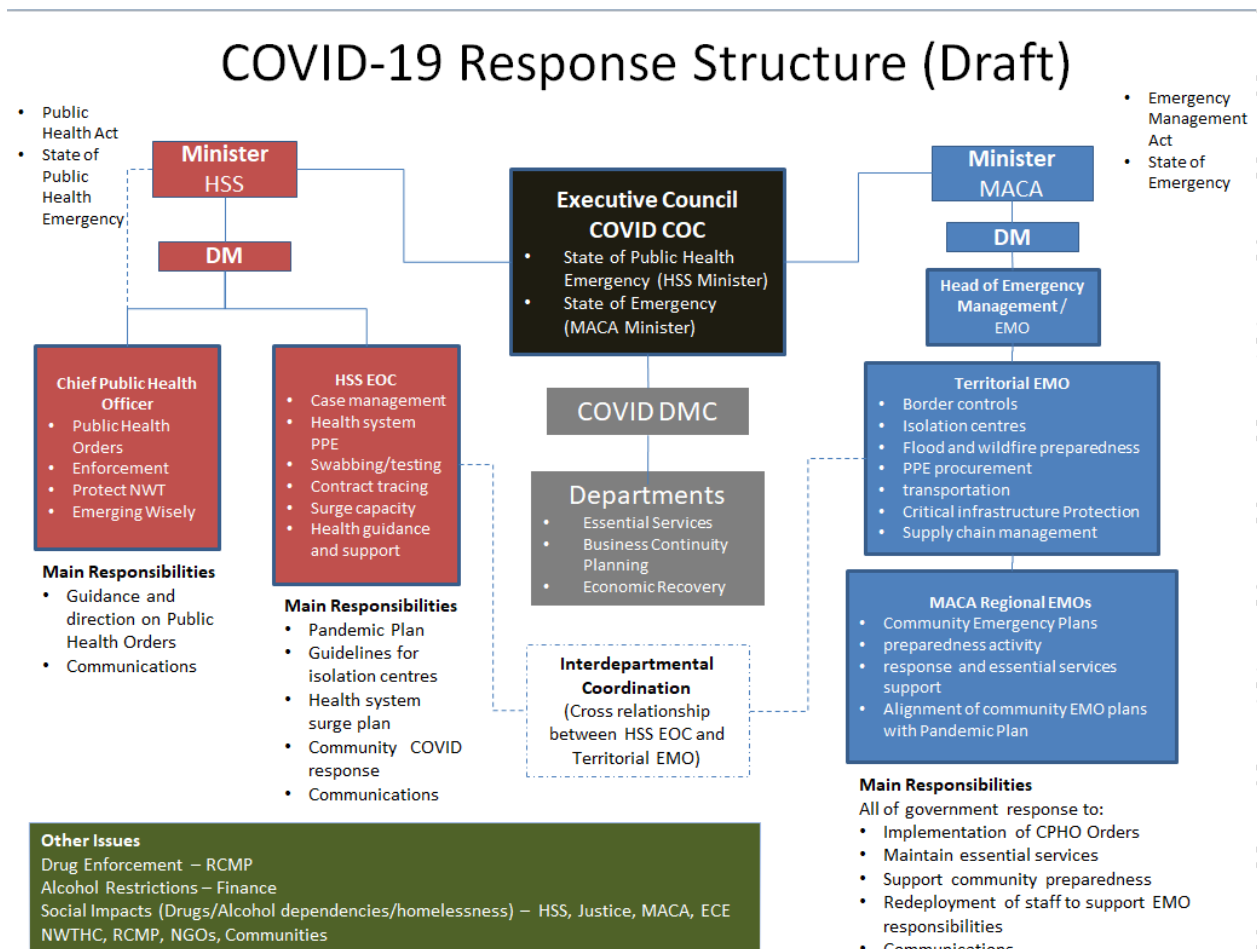 COVID-19 Response Structure (Draft)
• Public
Health Act
• State of
Public
Health
Emergency
Minister
HSS
DM
Chief Public Health
Officer
• Public Health
Orders
• Enforcement
• Protect NWT
• Emerging Wisely
Main Responsibilities
• Guidance and
direction on Public
Health Orders
• Communications
HSS EOC
• Case management
• Health system
PPE
• Swabbing/testing
• Contract tracing
• Surge capacity
• Health guidance
and support
Main Responsibilities
• Pandemic Plan
• Guidelines for
isolation centres
• Health system
surge plan
• Community COVID
response
• Communications
Executive Council
COVID COC
• State of Public Health
Emergency (HSS Minister)
• State of Emergency
(MACA Minister)
COVID DMC
Departments
• Essential Services
• Business Continuity
Planning
• Economic Recovery
Interdepartmental
Coordination
(Cross relationship
between HSS EOC and
Territorial EMO)
• Emergency
Management
Act
• State of
Emergency
Minister
MACA
DM
Head of Emergency
Management /
EMO
Territorial EMO
• Border controls
• Isolation centres
• Flood and wildfire preparedness
• PPE procurement
• transportation
• Critical infrastructure Protection
• Supply chain management
MACA Regional EMOs
• Community Emergency Plans
• preparedness activity
• response and essential services
support
• Alignment of community EMO plans
with Pandemic Plan
Main Responsibilities
All of government response to:
• Implementation of CPHO Orders
• Maintain essential services
• Support community preparedness
• Redeployment of staff to support EMO
responsibilities
• Communications
Other Issues
Drug Enforcement – RCMP
Alcohol Restrictions – Finance
Social Impacts (Drugs/Alcohol dependencies/homelessness) – HSS, Justice, MACA, ECE
NWTHC, RCMP, NGOs, Communities